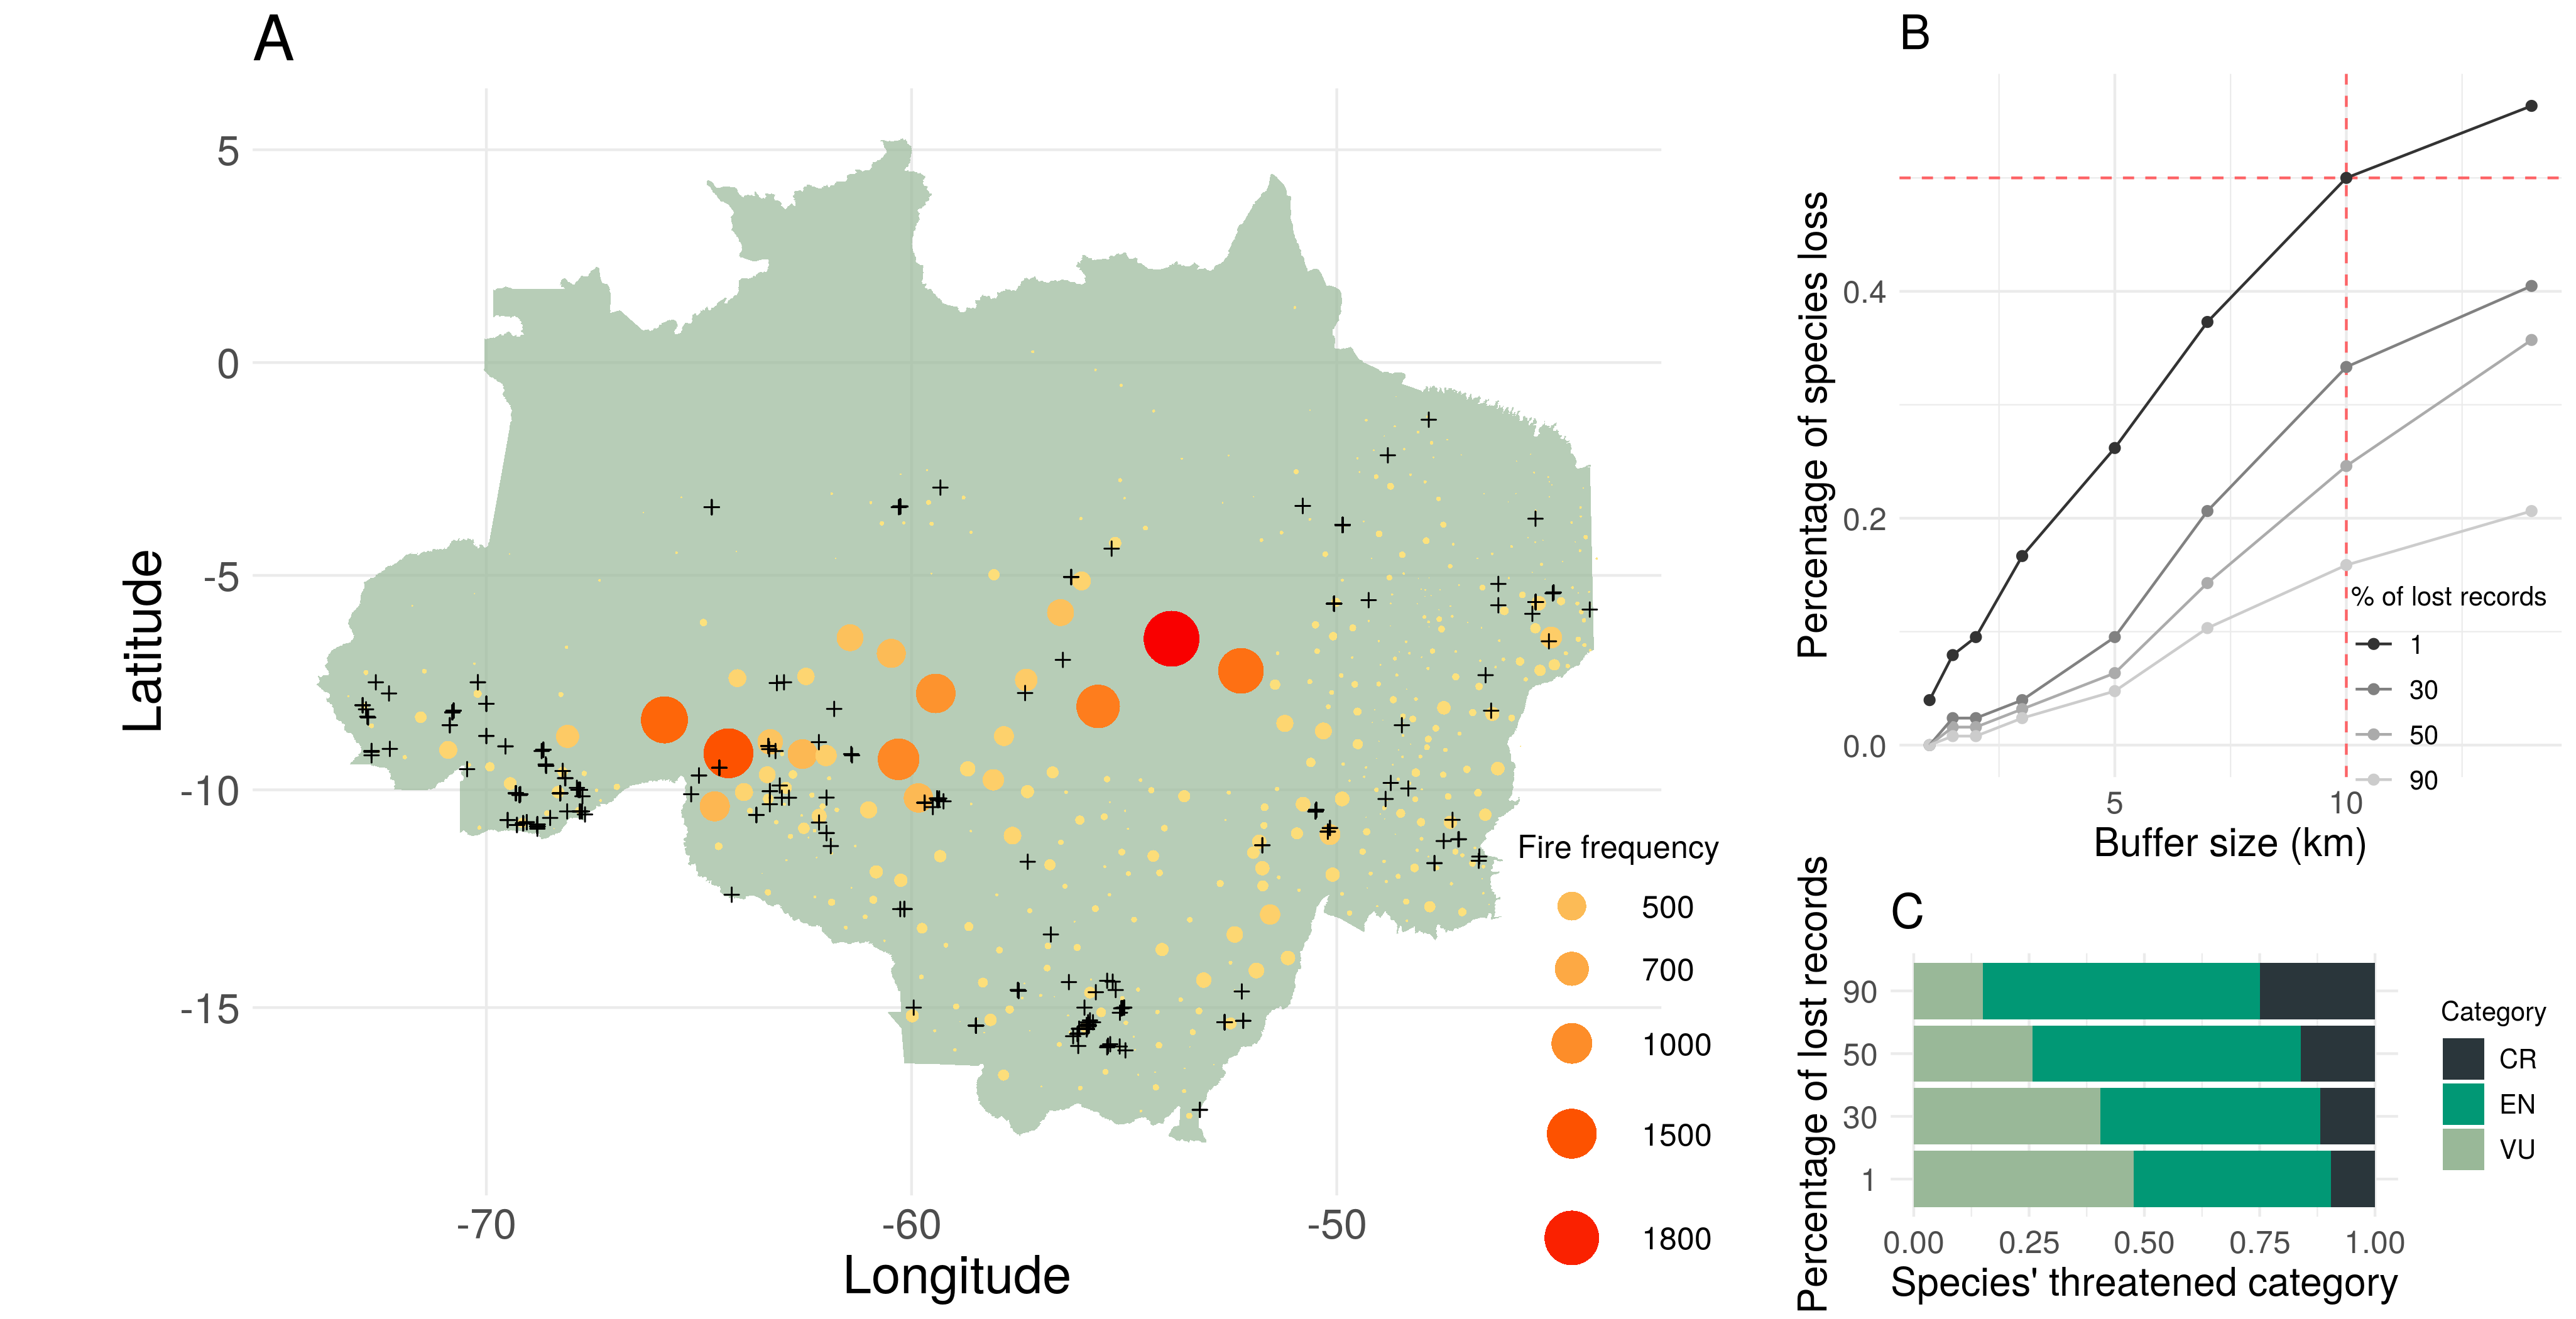 A
5
0
-5
-10
-15
Latitude
-70
-60
-50
Longitude
Fire frequency
500
700
1000
1500
1800
B
Percentage of species loss
0.4
0.2
0.0
5
10
Buffer size (km)
% of lost records
1
30
50
90
C
Percentage of lost records
90
50
30
1
0.00
0.25
0.50
0.75
1.00
Species' threatened category
Category
CR
EN
VU